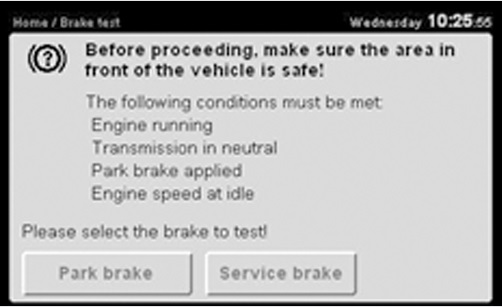 Home / Brake test
Wednesday 10:25:55
Before proceeding, make sure the area in
front of the vehicle is safe!
The following conditions must be met:
Engine running
Transmission in neutral
Park brake applied
Engine speed at idle
Please select the brake to test!
Park brake
Service brake